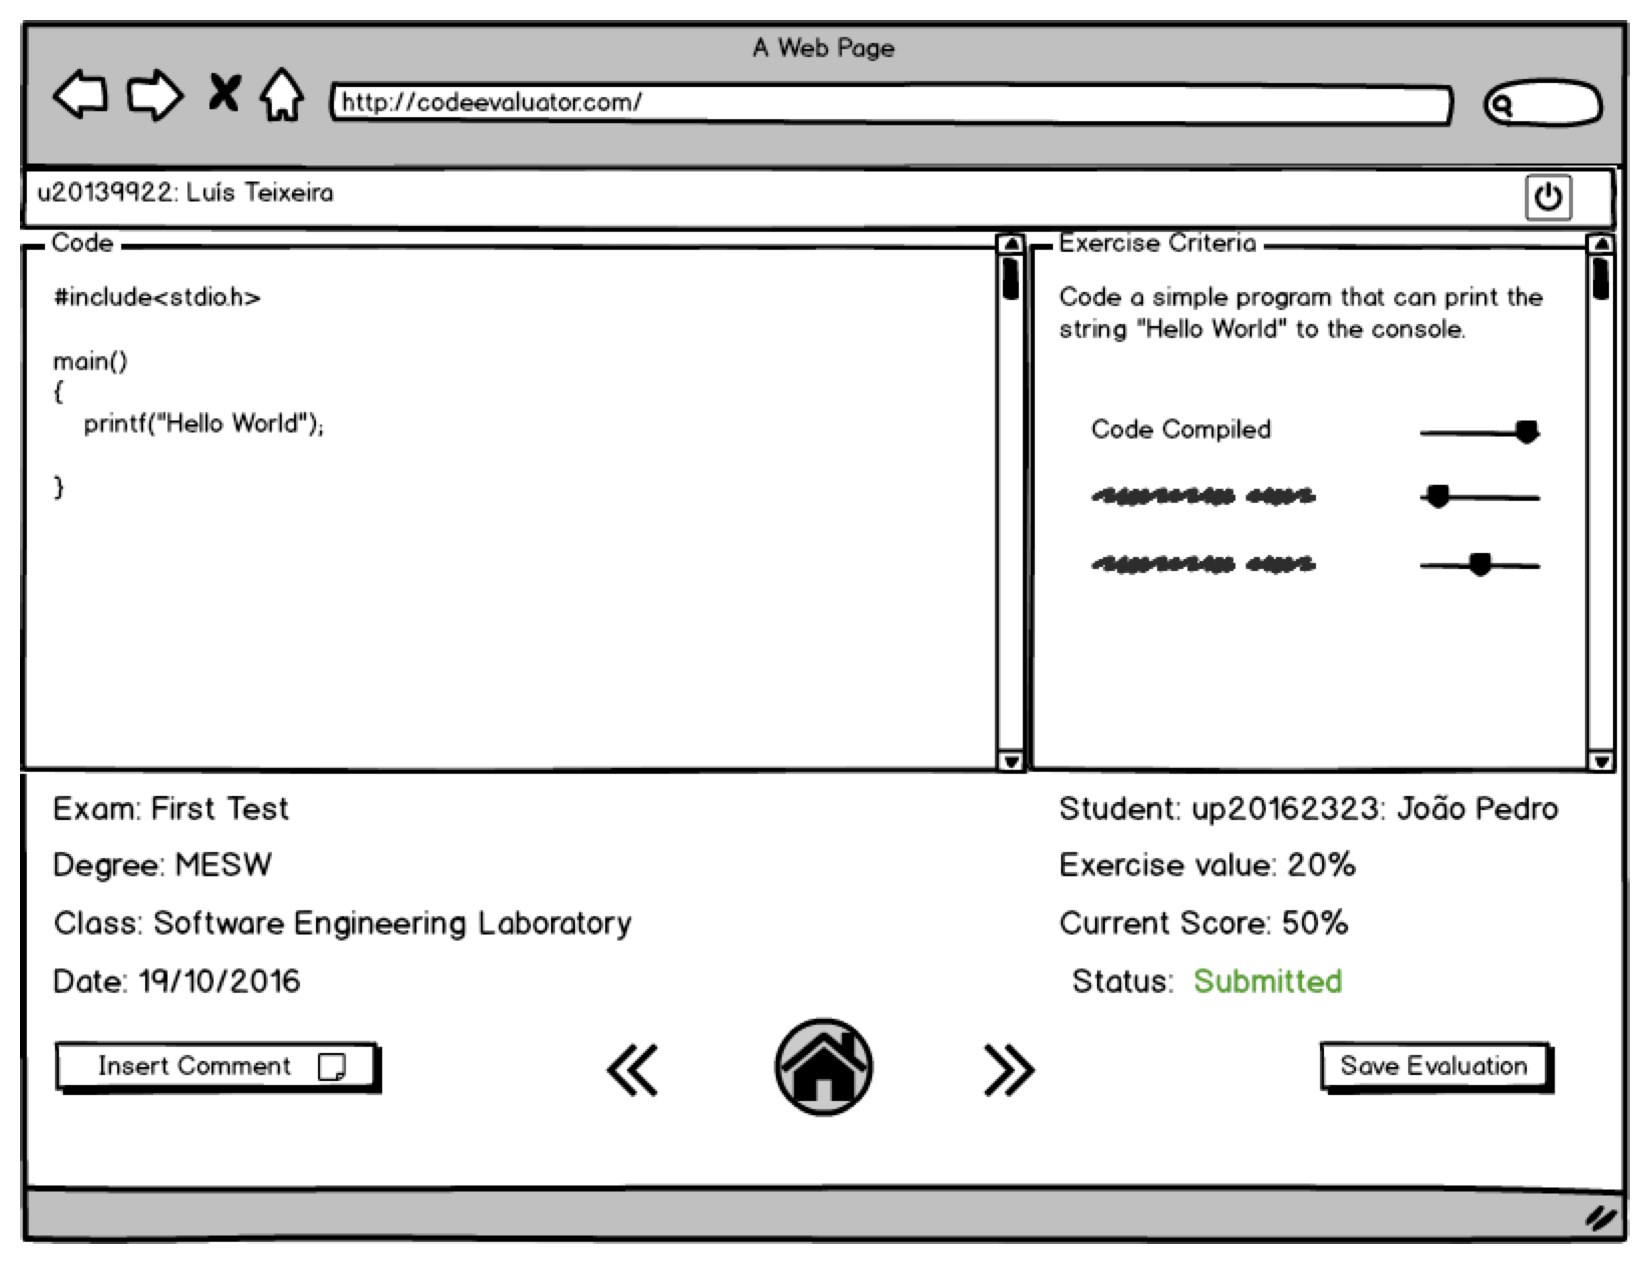 A Web Page
http://codeevaluator.com/
u20139922: Luís Teixeira
Code
#include<stdio.h>
main()
{
printf("Hello World");
}
Exercise Criteria
Code a simple program that can print the
string "Hello World" to the console.
Code Compiled
Exam: First Test
Degree: MESW
Class: Software Engineering Laboratory
Date: 19/10/2016
Student: up20162323: João Pedro
Exercise value: 20%
Current Score: 50%
Status: Submitted
Insert Comment
Save Evaluation